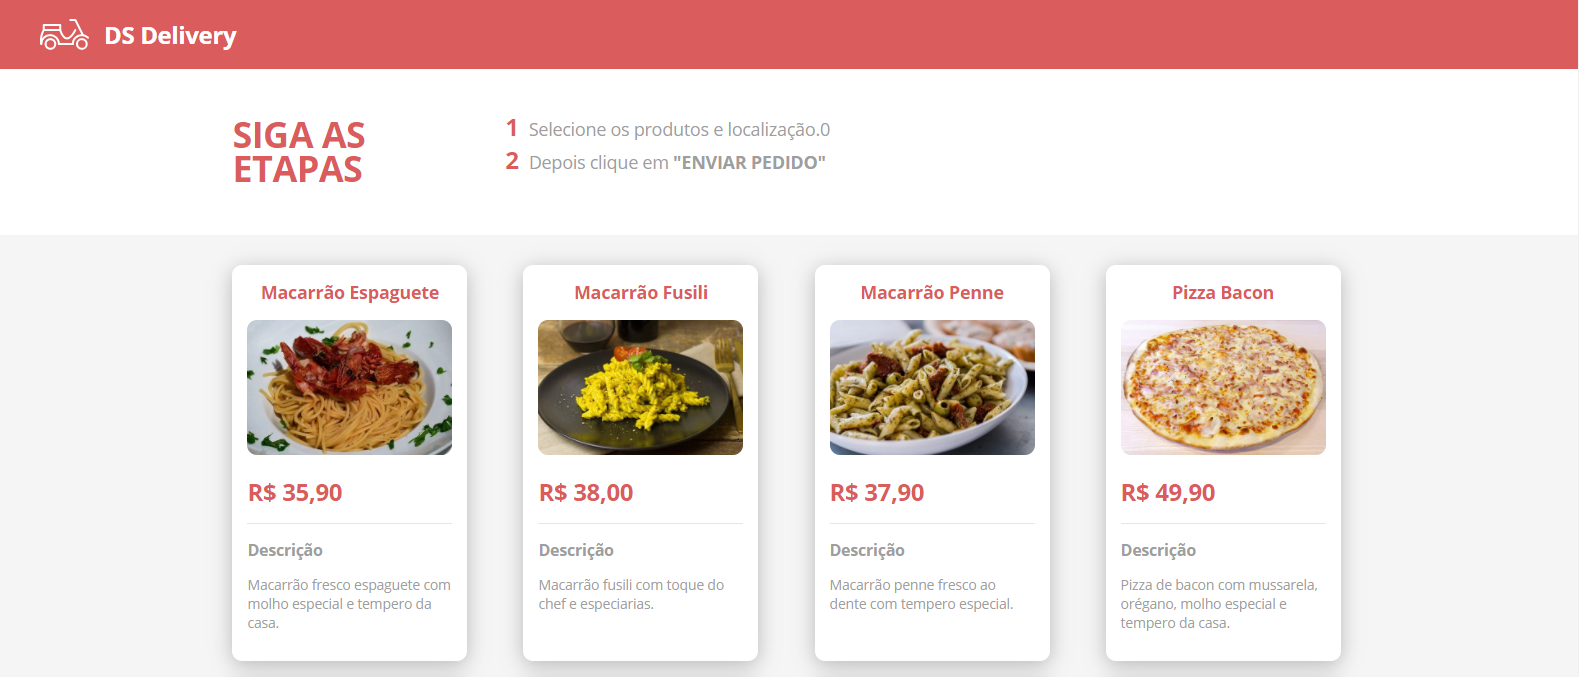 DS Delivery
SIGA AS
ETAPAS
1 Selecione os produtos e localização.0
2 Depois clique em "ENVIAR PEDIDO"
Macarrão Espaguete
R$ 35,90
Descrição
Macarrão fresco espaguete com
molho especial e tempero da
casa.
Macarrão Fusili
R$ 38,00
Descrição
Macarrão fusili com toque do
chef e especiarias.
Macarrão Penne
R$ 37,90
Descrição
Macarrão penne fresco ao
dente com tempero especial.
Pizza Bacon
R$ 49,90
Descrição
Pizza de bacon com mussarela,
orégano, molho especial e
tempero da casa.